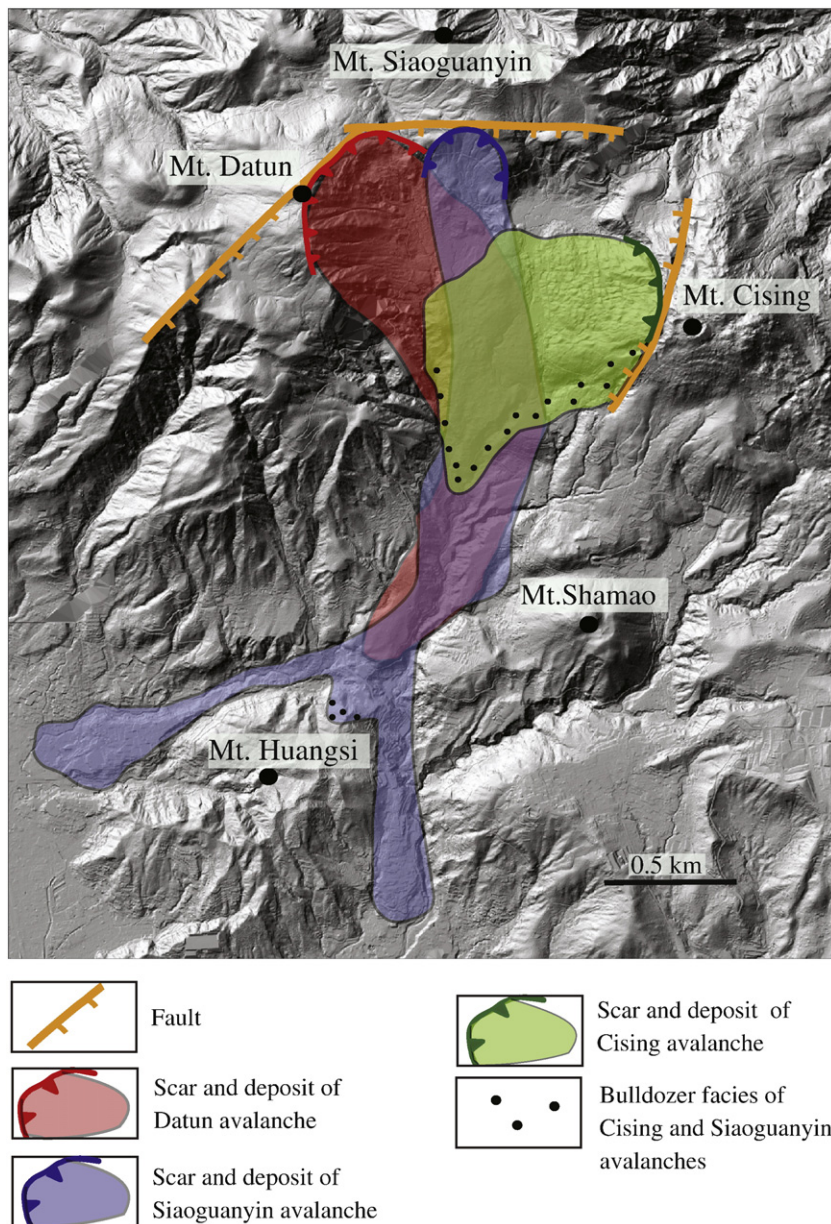 Mt. Siaoguanyin
Mt. Datun
Mt. Cising
Mt.Shamao
Mt. Huangsi
0.5 km
Fault
Scar and deposit of
Datun avalanche
Scar and deposit of
Siaoguanyin avalanche
Scar and deposit of
Cising avalanche
Bulldozer facies of
Cising and Siaoguanyin
avalanches